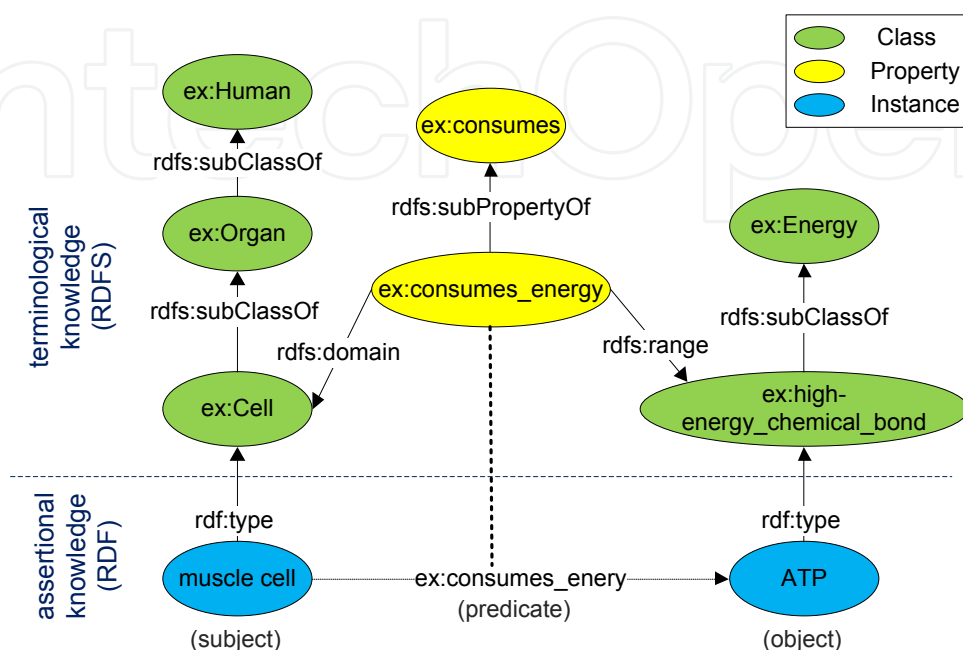 ntechOpe
Class
Property
Instance
ex:Human
ex:consumes
rdfs:subClassOf
rdfs:subPropertyOf
ex:Organ
ex:Energy
ex:consumes_energy
rdfs:subClassOf
rdfs:subClassOf
rdfs:domain
rdfs:range
ex:Cell
ex:high-
energy_chemical_bond
terminological
knowledge
(RDFS)
rdf:type
rdf:type
muscle cell
ex:consumes_enery
ATP
(predicate)
(subject)
(object)
assertional
knowledge
(RDF)